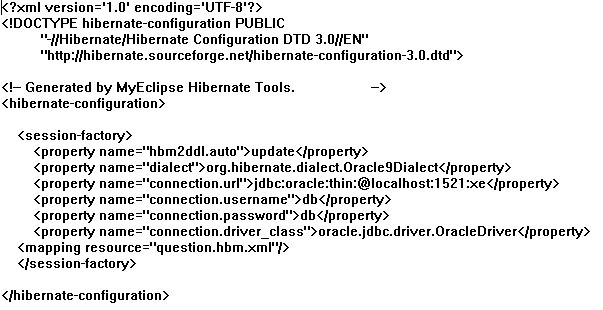 <?xml version='1.0' encoding='UTF-8'?>
<!DOCTYPE hibernate-configuration PUBLIC
"-//Hibernate/Hibernate Configuration DTD 3.0//EN"
"http://hibernate.sourceforge.net/hibernate-configuration-3.0.dtd">
<!– Generated by MyEclipse Hibernate Tools. –>
<hibernate-configuration>
<session-factory>
<property name="hbm2ddl.auto">update</property>
<property name="dialect">org.hibernate.dialect.Oracle9Dialect</property>
<property name="connection.url">jdbc:oracle:thin:@localhost:1521:xe</property>
<property name="connection.username">db</property>
<property name="connection.password">db</property>
<property name="connection.driver_class">oracle.jdbc.driver.OracleDriver</property>
<mapping resource="question.hbm.xml"/>
</session-factory>
</hibernate-configuration>